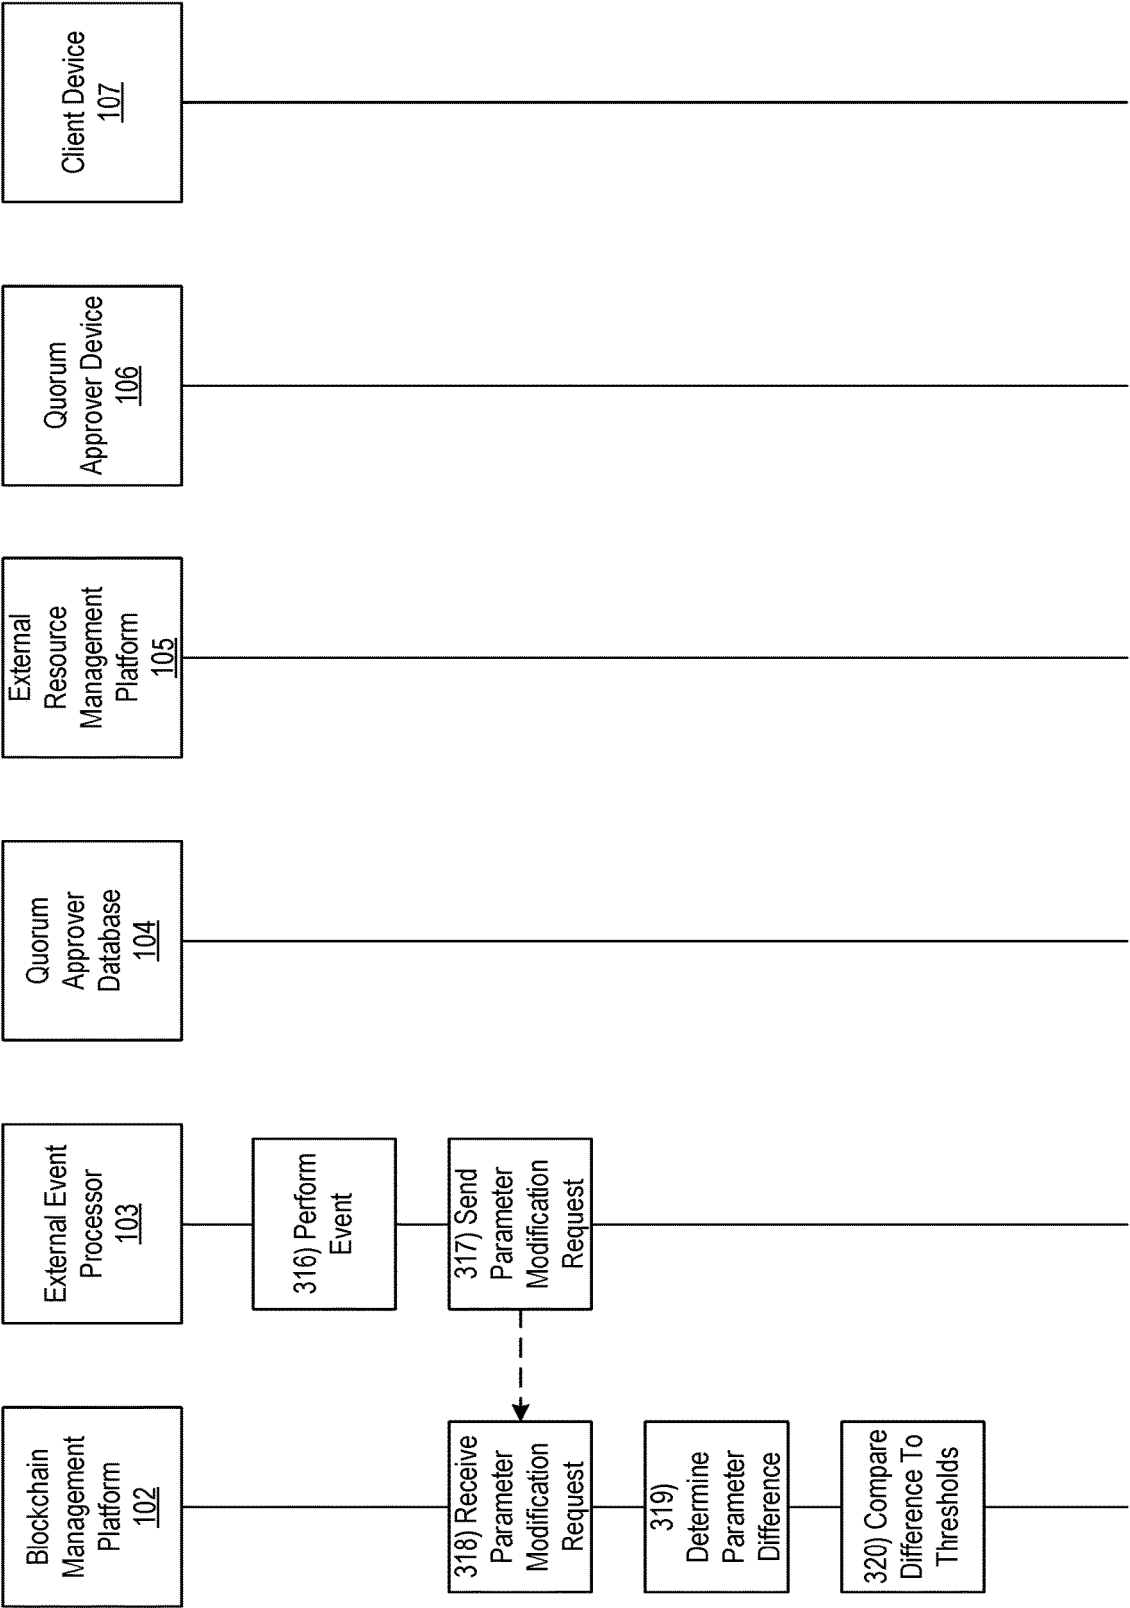 Blockchain
Management
Platform
102
External Event
Processor
103
Quorum
Approver
Database
104
External
Resource
Management
Platform
105
Quorum
Approver Device
106
Client Device
107
316) Perform
Event
317) Send
Parameter
Modification
Request
318) Receive
Parameter
Modification
Request
319)
Determine
Parameter
Difference
320) Compare
Difference To
Thresholds